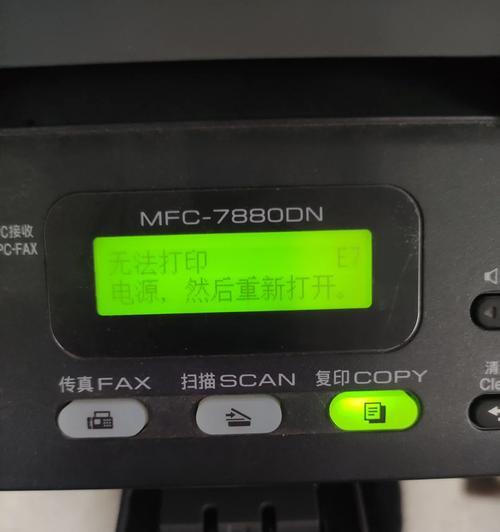 MFC-7880DN
C接收
PC-FAX
无法打印 E7
电源，然后重新打开。
传真FAX
扫描SCAN
复印COPY
清
Cle